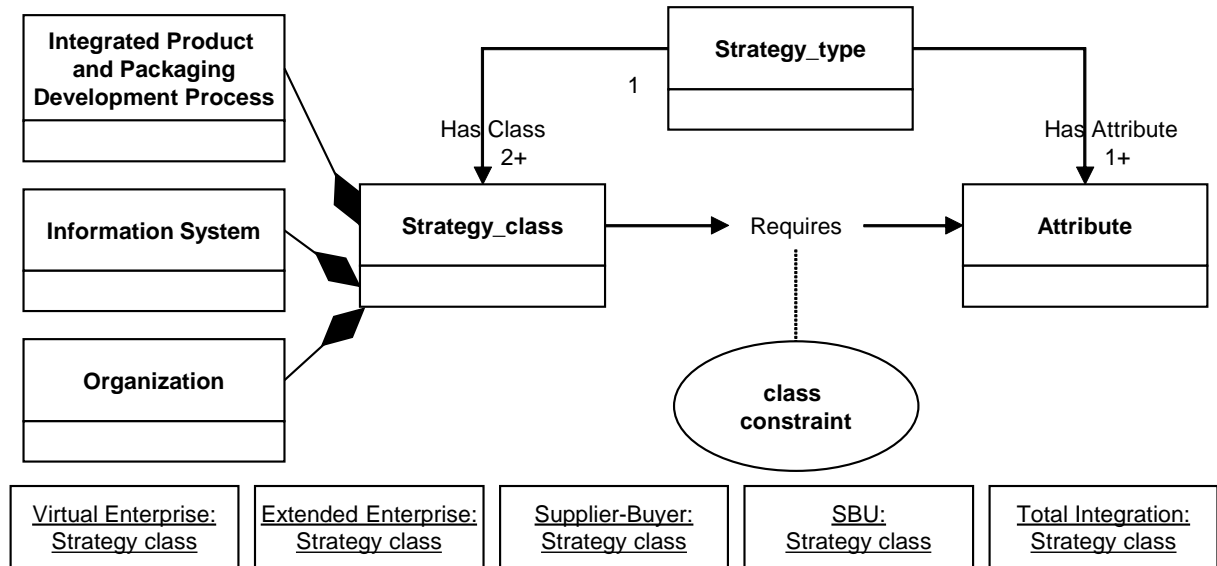 Integrated Product
and Packaging
Development Process
Strategy_type
1
Has Class
2+
Has Attribute
1+
Information System
Strategy_class
Requires
Attribute
Organization
class
constraint
Virtual Enterprise:
Strategy class
Extended Enterprise:
Strategy class
Supplier-Buyer:
Strategy class
SBU:
Strategy class
Total Integration:
Strategy class